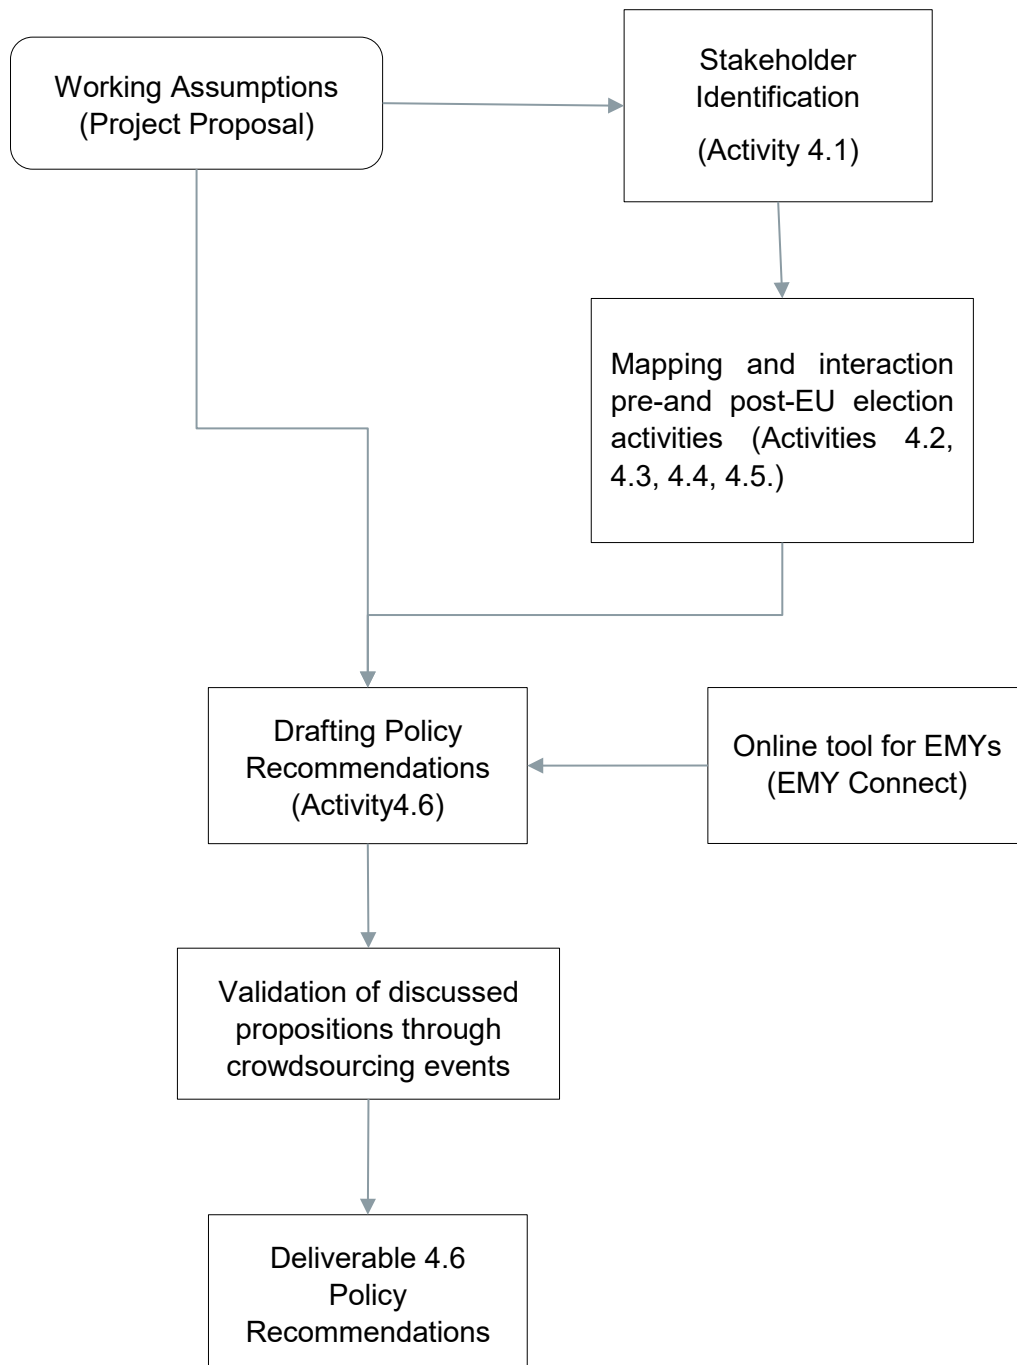 Working Assumptions
(Project Proposal)
Stakeholder
Identification
(Activity 4.1)
Mapping and interaction
pre-and post-EU election
activities (Activities 4.2,
4.3, 4.4, 4.5.)
Drafting Policy
Recommendations
(Activity4.6)
Online tool for EMYs
(EMY Connect)
Validation of discussed
propositions through
crowdsourcing events
Deliverable 4.6
Policy
Recommendations